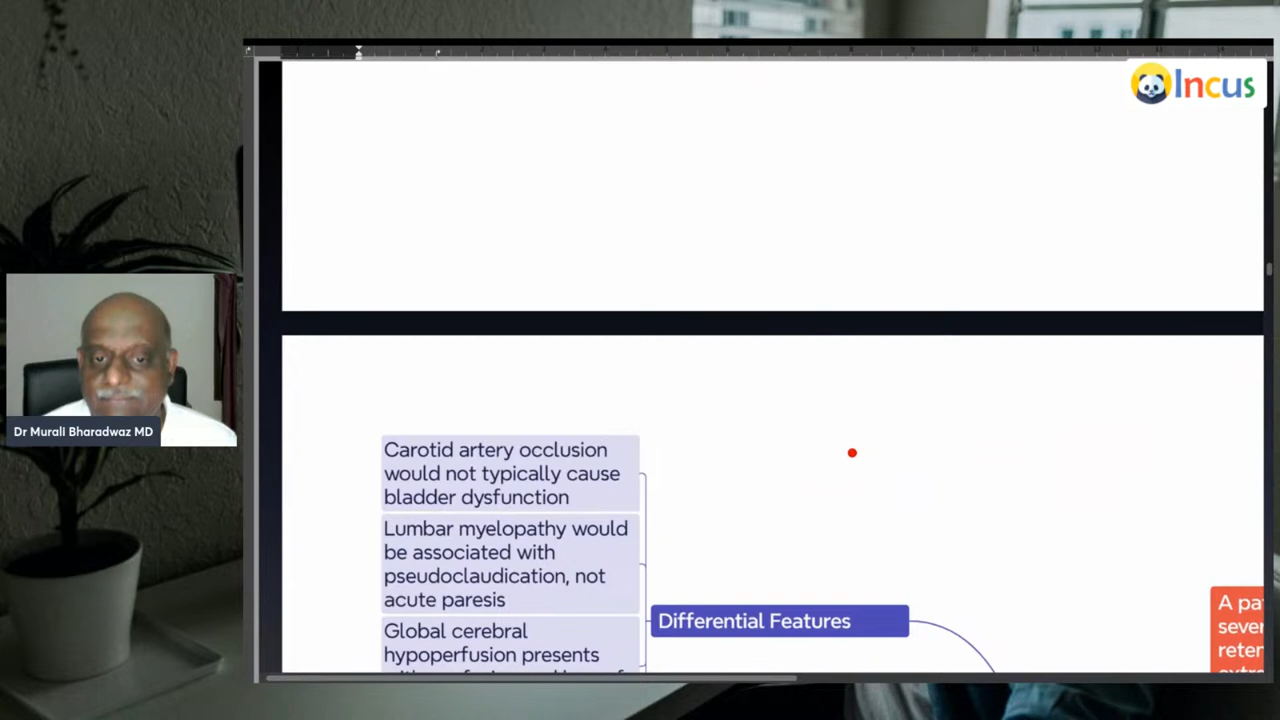 Incus
Dr Murali Bharadwaz MD
Carotid artery occlusion
would not typically cause
bladder dysfunction
Lumbar myelopathy would
be associated with
pseudoclaudication, not
acute paresis
Global cerebral
hypoperfusion presents
Differential Features
A pa
sever
reter